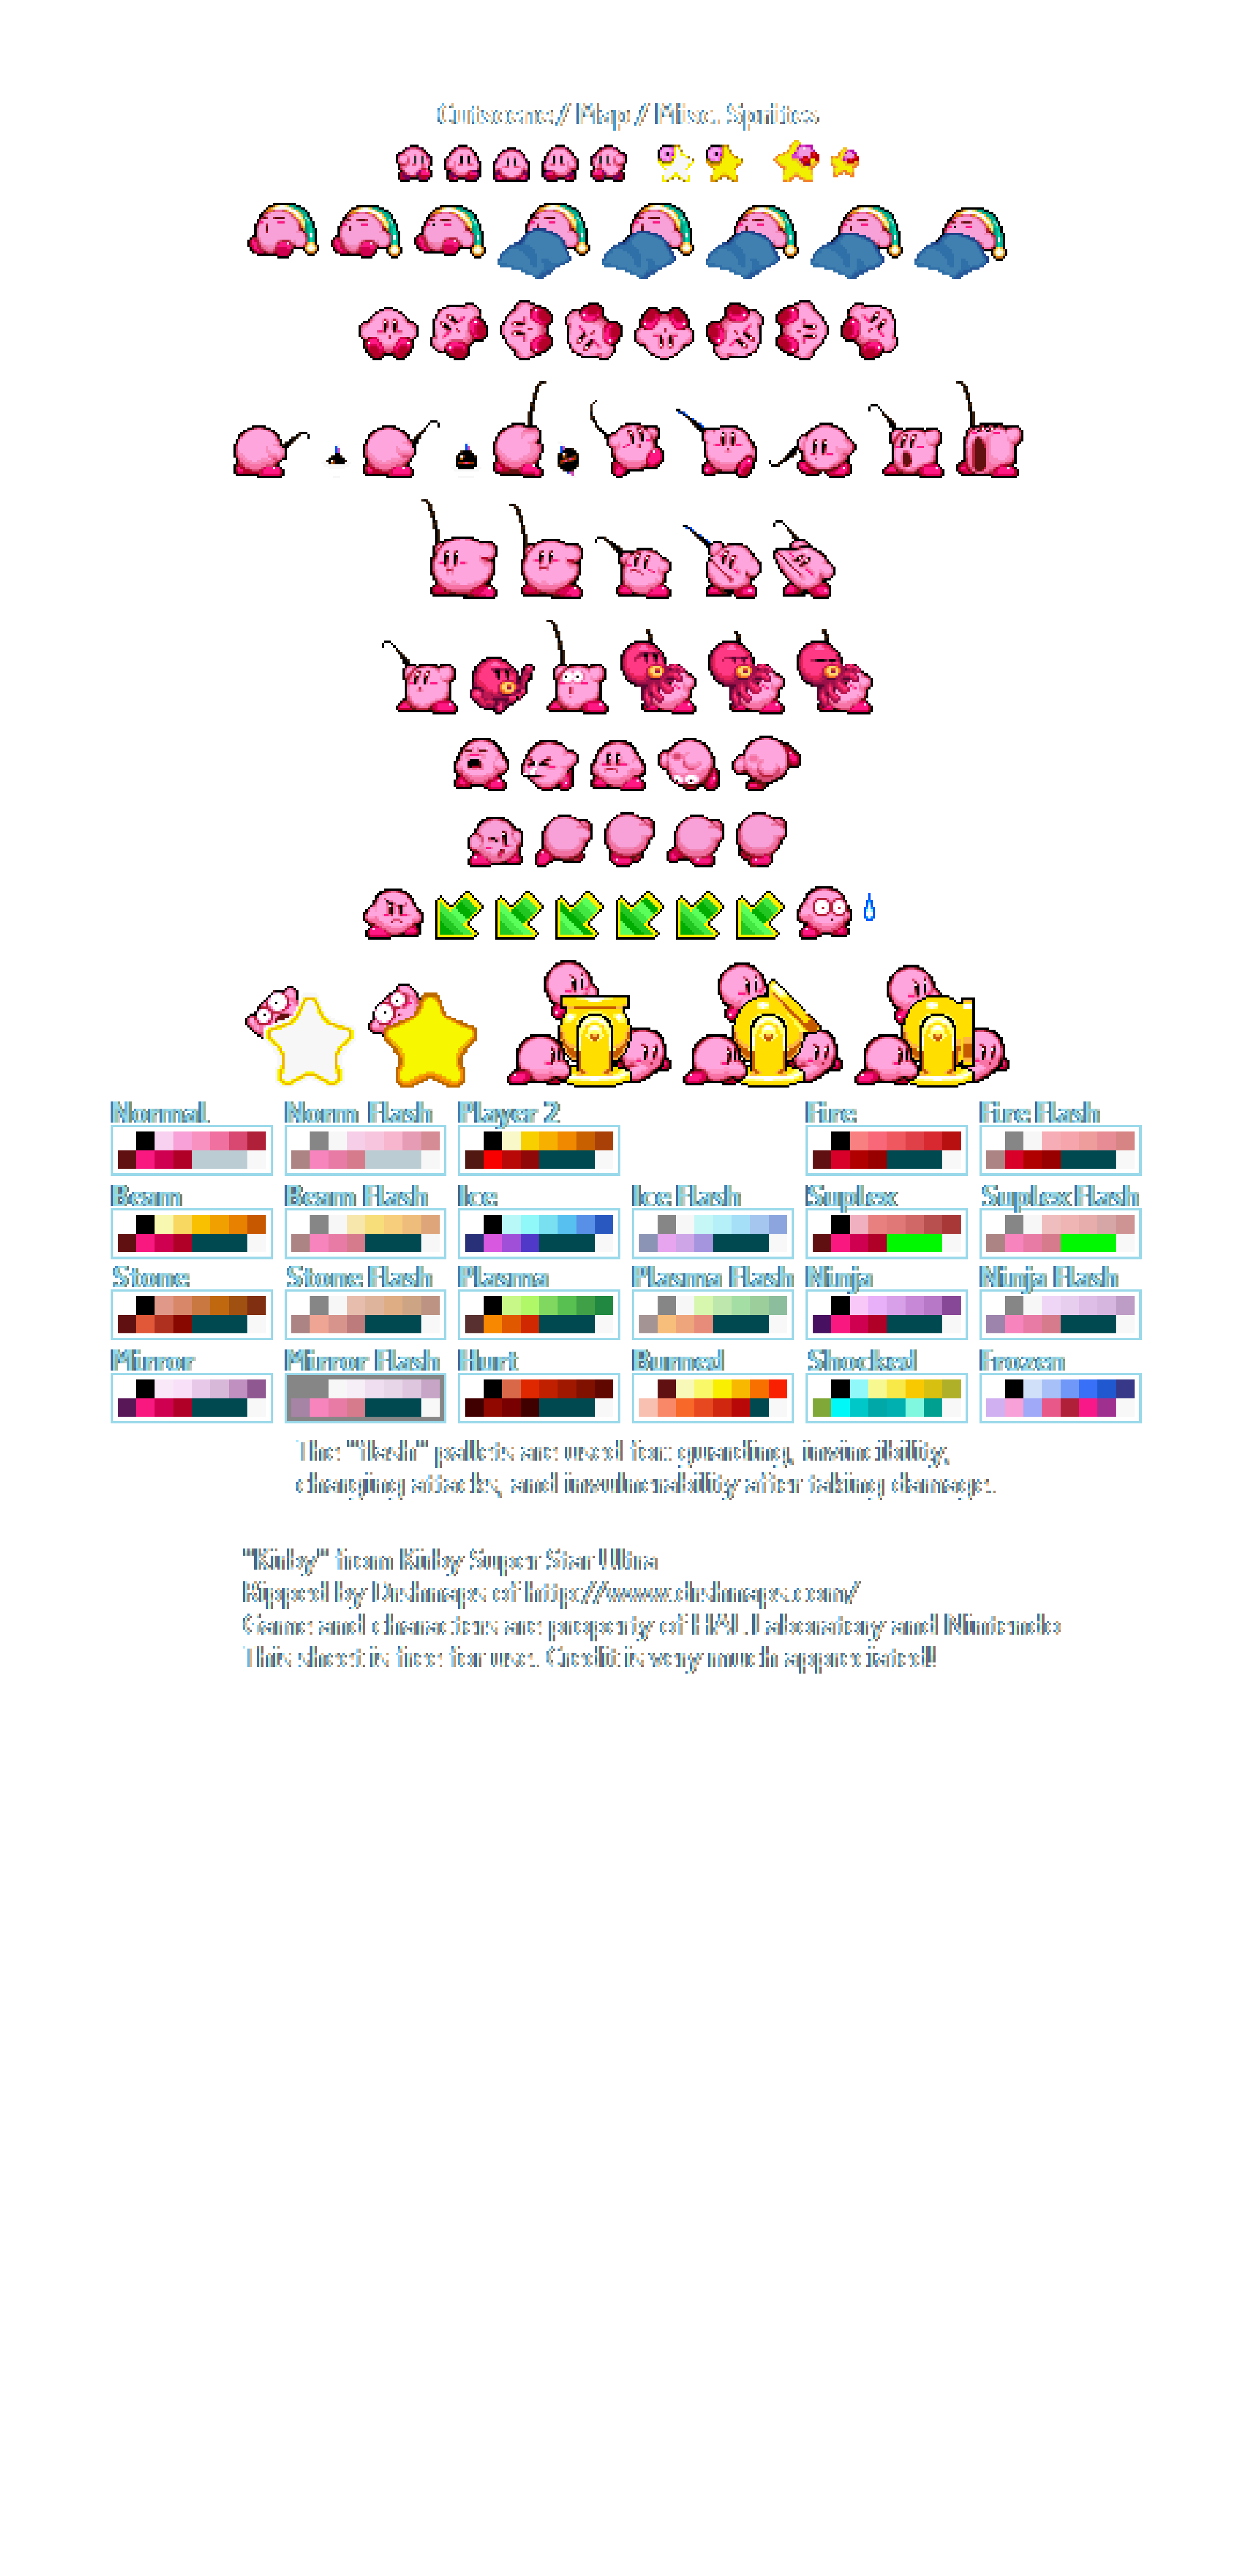 Cutscene / Map / Misc. Sprites
Normal Norm Flash Player 2 Fire Fire Flash
Beam Beam Flash Ice Ice Flash Suplex Suplex Flash
Stone Stone Flash Plasma Plasma Flash Ninja Ninja Flash
Mirror Mirror Flash Hurt Burned Shocked Frozen
The "flash" pallets are used for: guarding, invincibility,
charging attacks, and invulnerability after taking damage.
"Kirby" from Kirby Super Star Ultra
Ripped by Drshnaps of http://www.drshnaps.com/
Game and characters are property of HAL Laboratory and Nintendo
This sheet is free for use. Credit is very much appreciated!!